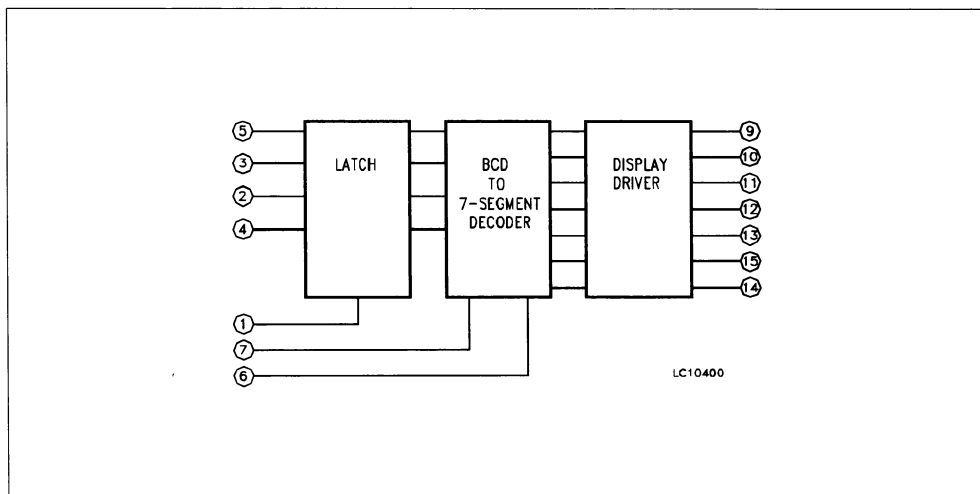 5
3
2
4
1
7
6
LATCH
BCD
TO
7-SEGMENT
DECODER
DISPLAY
DRIVER
9
10
11
12
13
15
14
LC10400